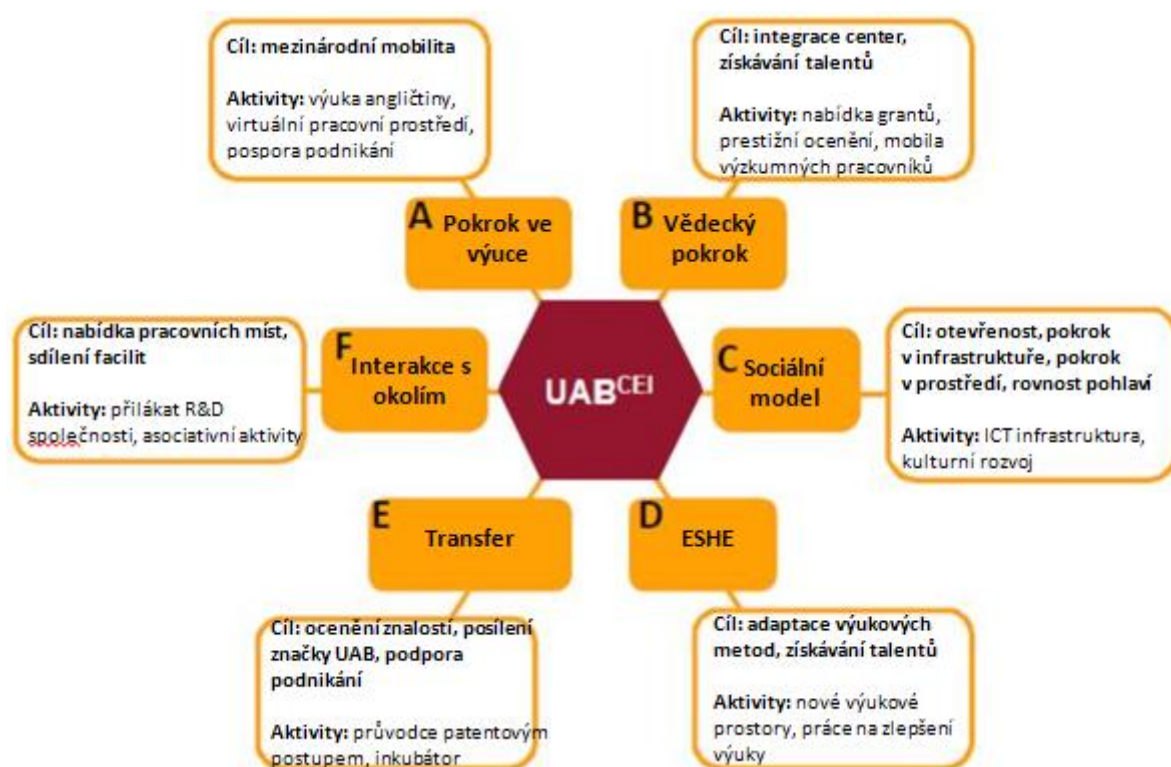 Cíl: mezinárodní mobilita
Aktivity: výuka angličtiny,
virtuální pracovní prostředí,
pospora podnikání
Cíl: integrace center,
získávání talentů
Aktivity: nabídka grantů,
prestižní ocenění, mobila
výzkumných pracovníků
A Pokrok ve
výuce
B Vědecký
pokrok
Cíl: nabídka pracovních míst,
sdílení facilit
Aktivity: přilákat R&D
společnosti, asociativní aktivity
F Interakce s
okolím
UAB^CEI
C Sociální
model
Cíl: otevřenost, pokrok
v infrastruktuře, pokrok
v prostředí, rovnost pohlaví
Aktivity: ICT infrastruktura,
kulturní rozvoj
E
Transfer
D
ESHE
Cíl: ocenění znalostí, posílení
značky UAB, podpora
podnikání
Aktivity: průvodce patentovým
postupem, inkubátor
Cíl: adaptace výukových
metod, získávání talentů
Aktivity: nové výukové
prostory, práce na zlepšení
výuky